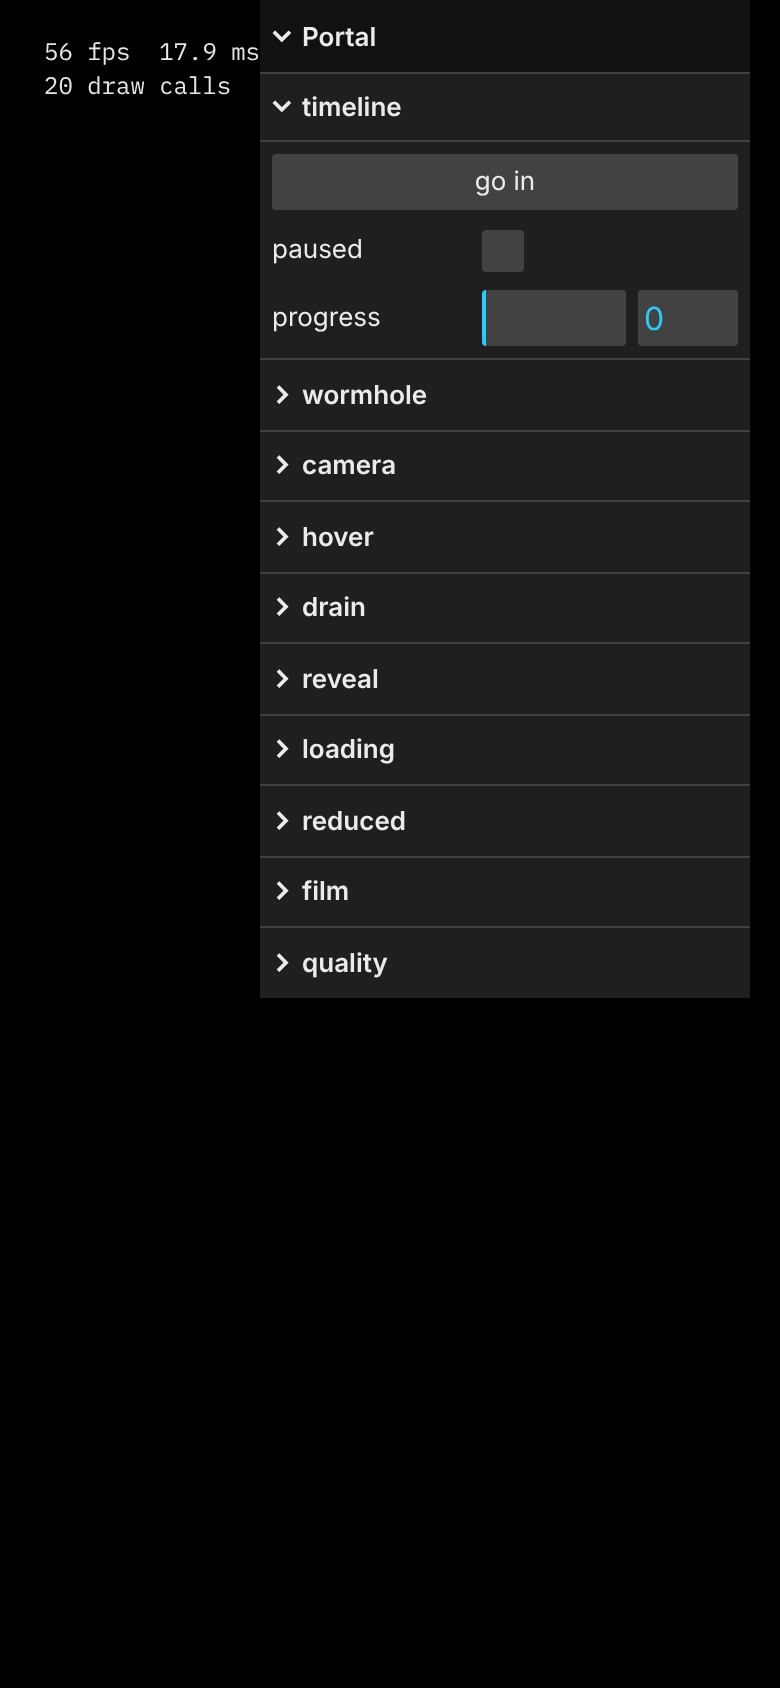 56 fps  17.9 ms
20 draw calls
Portal
timeline
go in
paused
progress 0
wormhole
camera
hover
drain
reveal
loading
reduced
film
quality